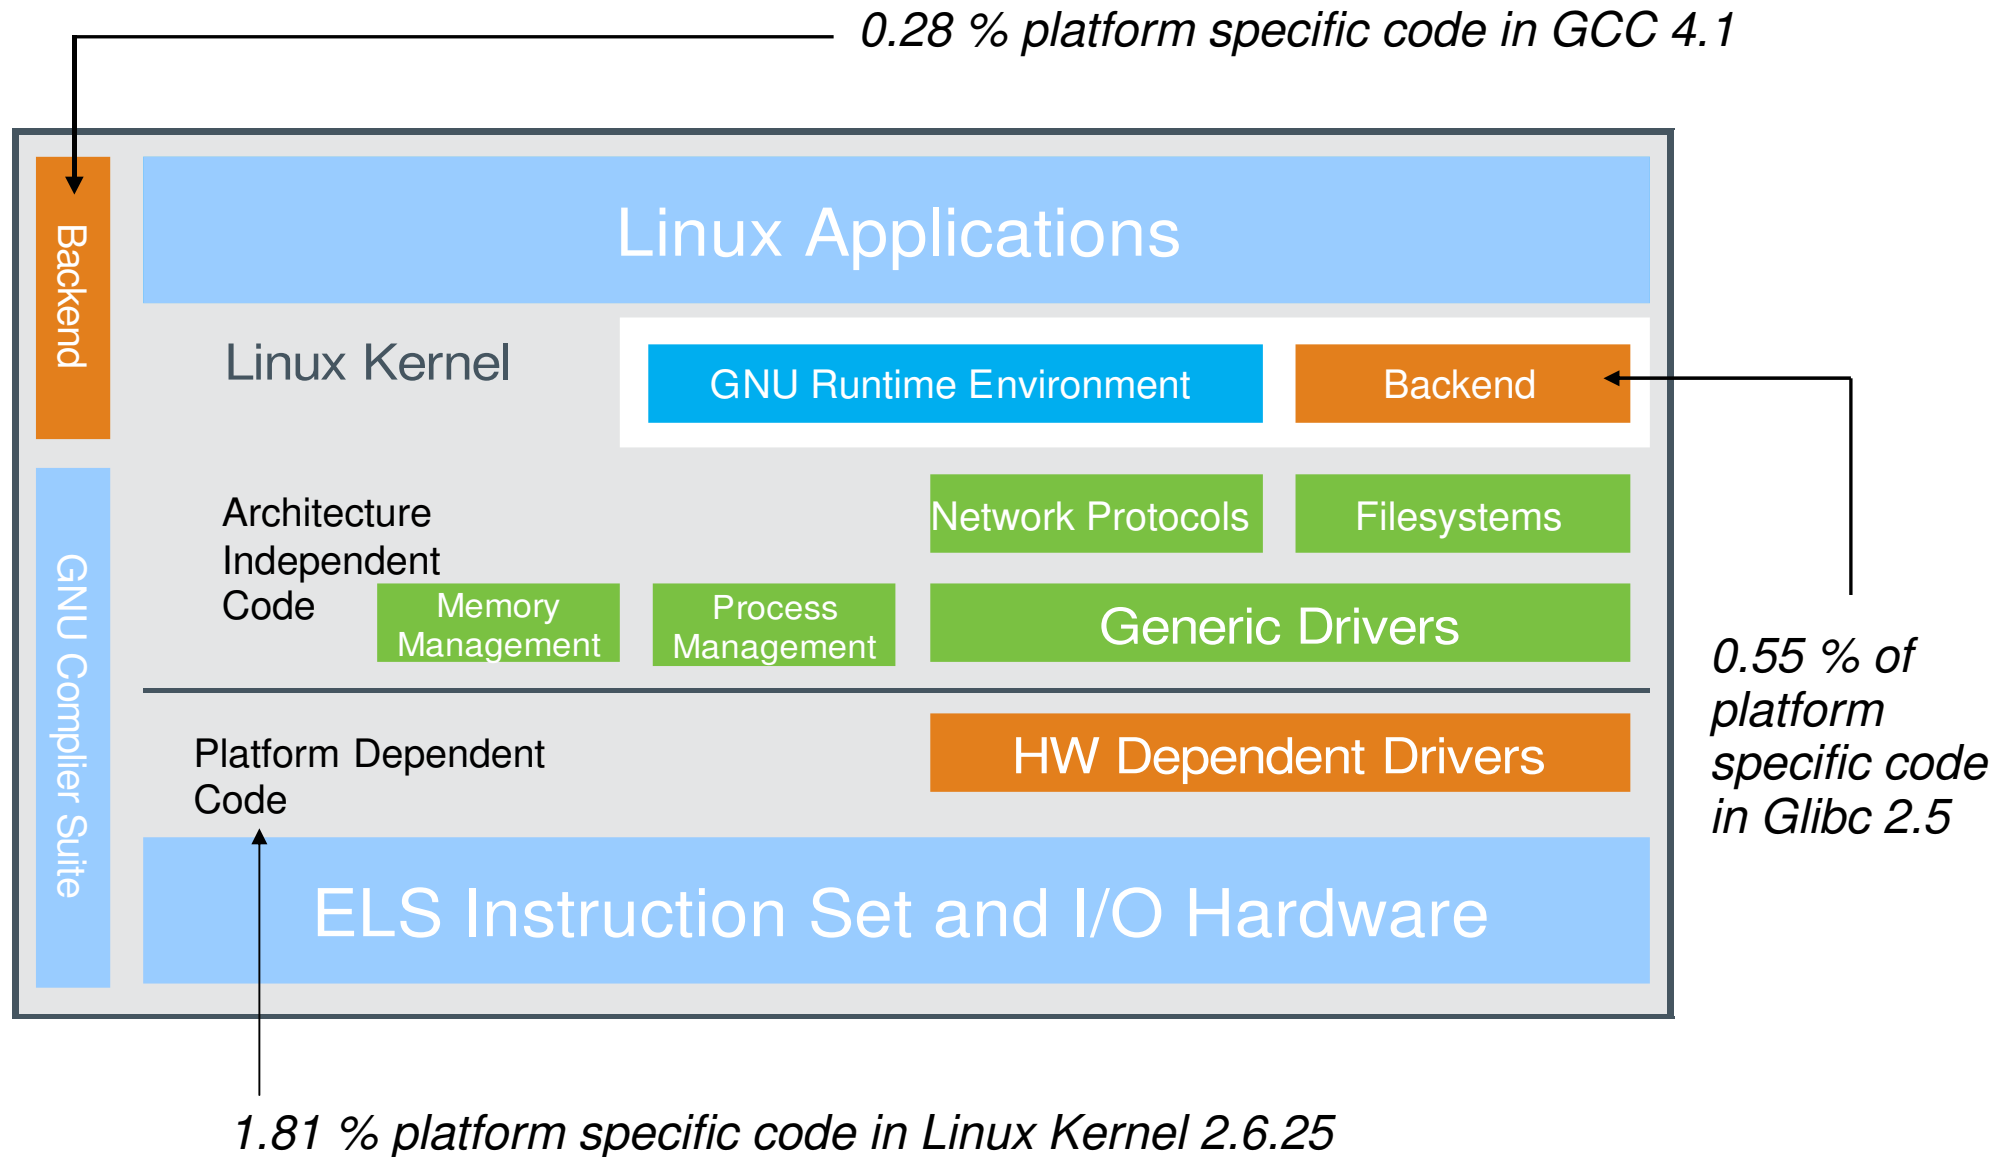 0.28 % platform specific code in GCC 4.1
Backend
Linux Applications
Linux Kernel
GNU Runtime Environment
Backend
Architecture
Independent
Code
Network Protocols
Filesystems
Memory
Management
Process
Management
Generic Drivers
GNU Complier Suite
0.55 % of
platform
specific code
in Glibc 2.5
Platform Dependent
Code
HW Dependent Drivers
ELS Instruction Set and I/O Hardware
1.81 % platform specific code in Linux Kernel 2.6.25